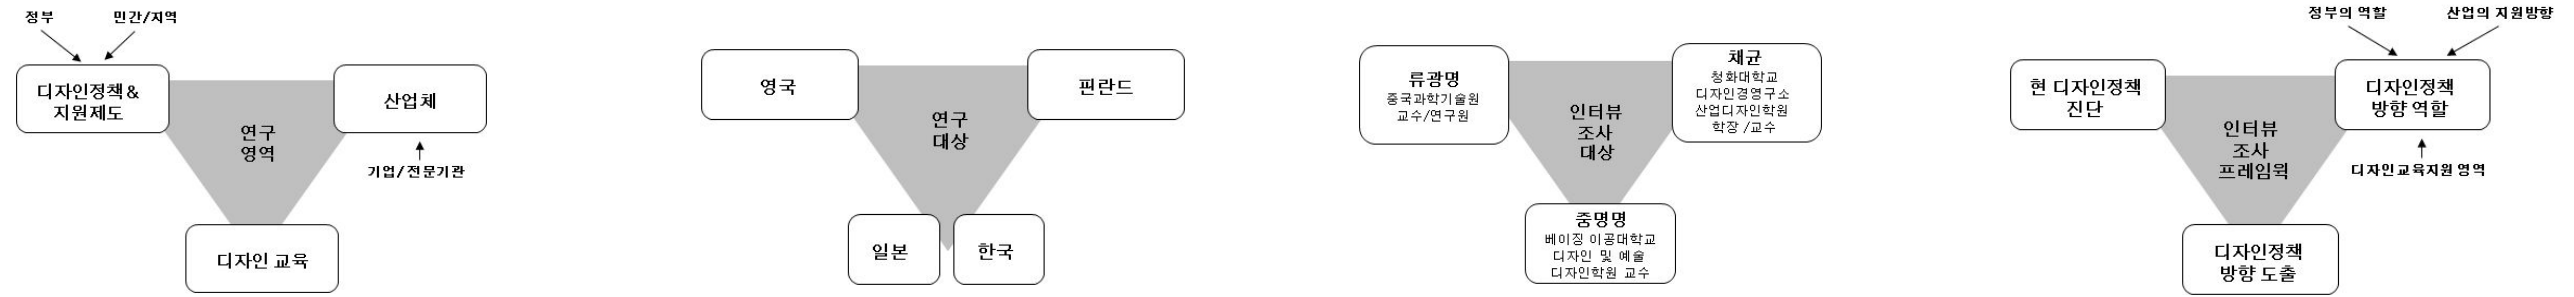 정부
민간/지역
디자인정책&
지원제도
산업체
연구
영역
기업/전문기관
디자인 교육
영국
핀란드
연구
대상
일본
한국
류광명
중국과학기술원
교수/연구원
채균
청화대학교
디자인경영구소
산업디자인학원
학장 /교수
인터뷰
조사
대상
줌명명
베이징 이공대학교
디자인 및 예술
디자인학원 교수
정부의 역할
산업의 지원방향
현 디자인정책
진단
디자인정책
방향 역할
인터뷰
조사
프레임웍
디자인교육지원 영역
디자인정책
방향 도출